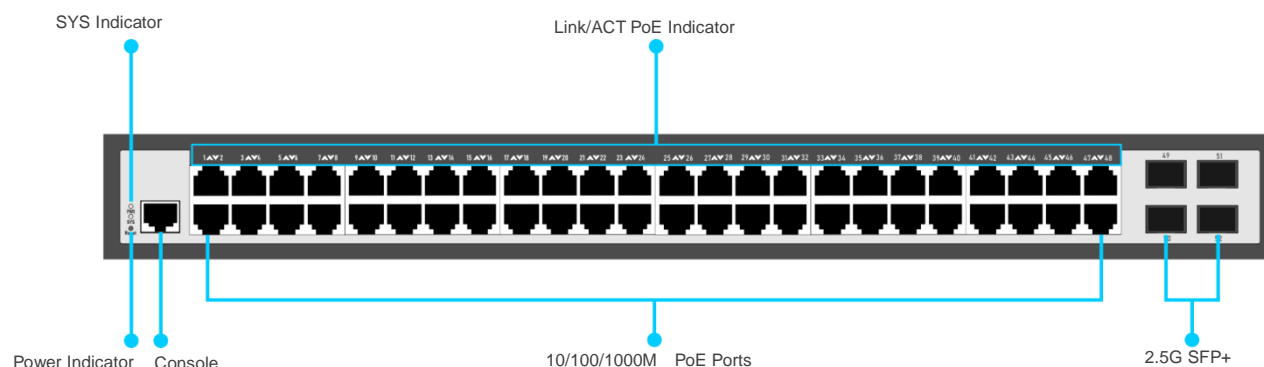 SYS Indicator
Link/ACT PoE Indicator
1▲▼2 3▲▼4 5▲▼6 7▲▼8 9▲▼10 11▲▼12 13▲▼14 15▲▼16 17▲▼18 19▲▼20 21▲▼22 23▲▼24 25▲▼26 27▲▼28 29▲▼30 31▲▼32 33▲▼34 35▲▼36 37▲▼38 39▲▼40 41▲▼42 43▲▼44 45▲▼46 47▲▼48
49 51
Power Indicator Console
10/100/1000M PoE Ports
2.5G SFP+